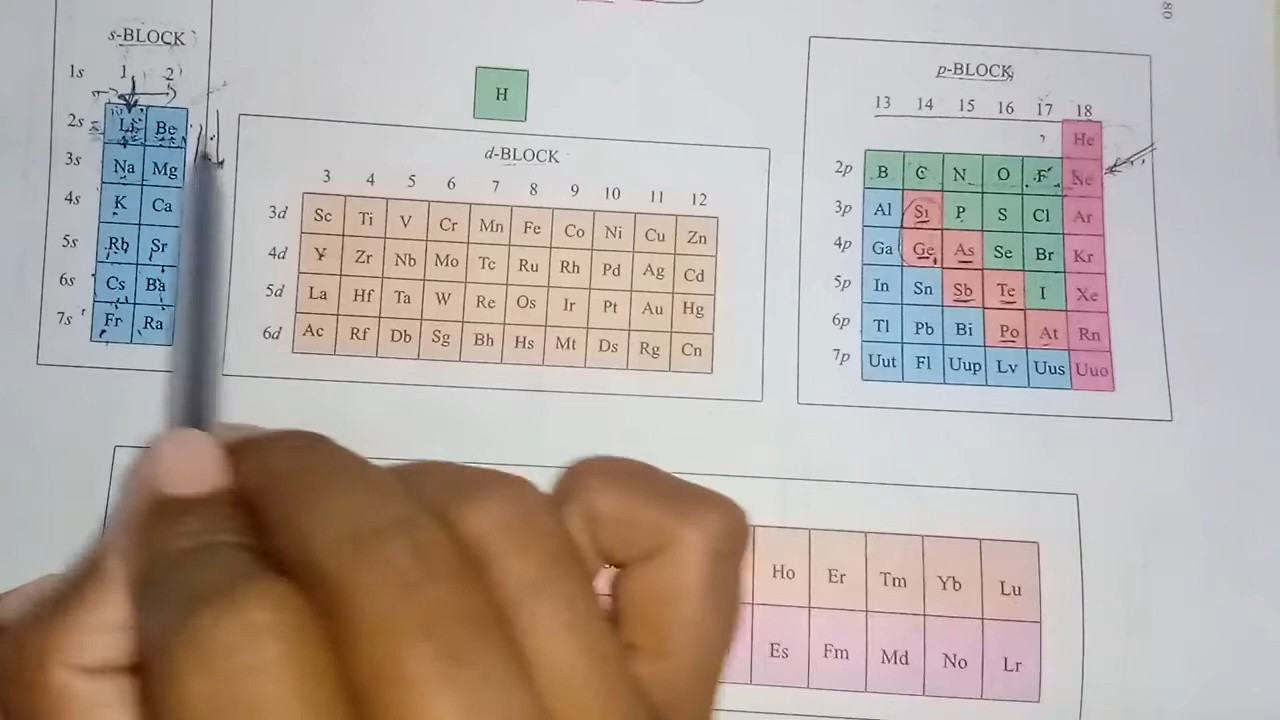 80
s-BLOCK
1 2
1s
2s Li Be
3s Na Mg
4s K Ca
5s Rb Sr
6s Cs Ba
7s Fr Ra
H
d-BLOCK
3 4 5 6 7 8 9 10 11 12
3d Sc Ti V Cr Mn Fe Co Ni Cu Zn
4d Y Zr Nb Mo Tc Ru Rh Pd Ag Cd
5d La Hf Ta W Re Os Ir Pt Au Hg
6d Ac Rf Db Sg Bh Hs Mt Ds Rg Cn
p-BLOCK
13 14 15 16 17 18
He
2p B C N O F Ne
3p Al Si P S Cl Ar
4p Ga Ge As Se Br Kr
5p In Sn Sb Te I Xe
6p Tl Pb Bi Po At Rn
7p Uut Fl Uup Lv Uus Uuo
Ho Er Tm Yb Lu
Es Fm Md No Lr